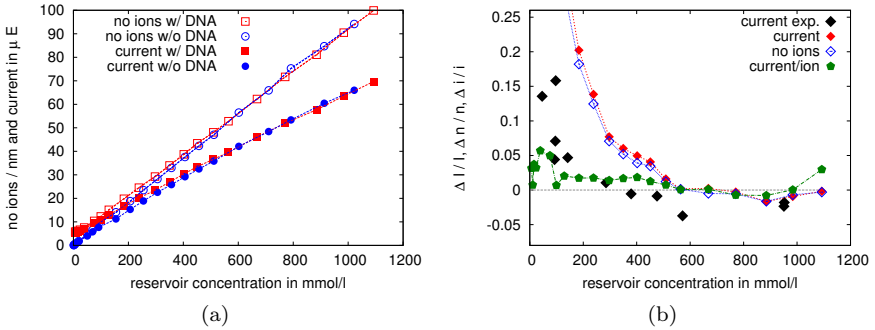 no ions w/ DNA
no ions w/o DNA
current w/ DNA
current w/o DNA
no ions / nm and current in μ E
100
90
80
70
60
50
40
30
20
10
0
0 200 400 600 800 1000 1200
reservoir concentration in mmol/l
(a)
current exp.
current
no ions
current/ion
Δ I / I, Δ n / n, Δ i / i
0.25
0.2
0.15
0.1
0.05
0
-0.05
0 200 400 600 800 1000 1200
reservoir concentration in mmol/l
(b)